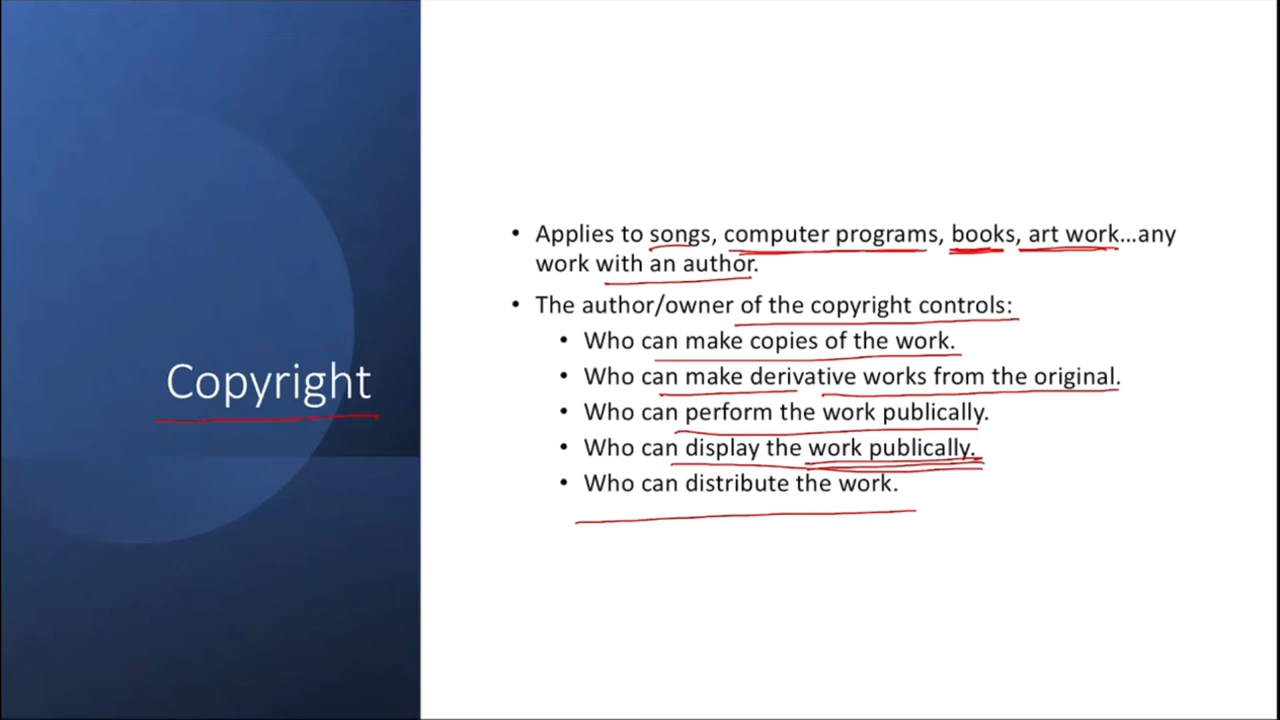 Copyright
• Applies to songs, computer programs, books, art work...any
work with an author.
• The author/owner of the copyright controls:
• Who can make copies of the work.
• Who can make derivative works from the original.
• Who can perform the work publically.
• Who can display the work publically.
• Who can distribute the work.